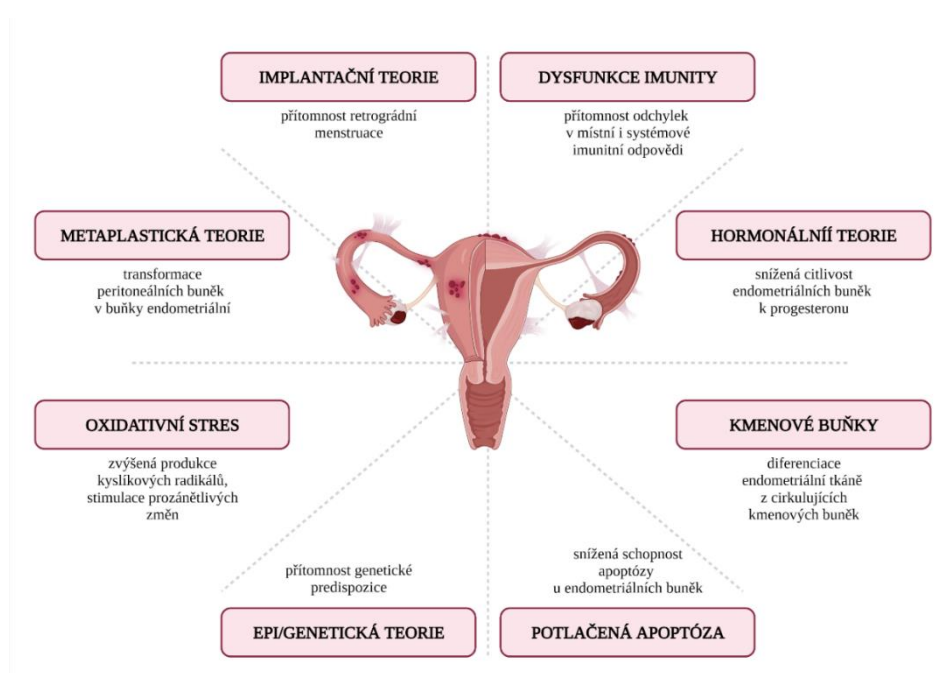 IMPLANTAČNÍ TEORIE
přítomnost retrográdní
menstruace
DYSFUNKCE IMUNITY
přítomnost odchylek
v místní i systémové
imunitní odpovědi
METAPLASTICKÁ TEORIE
transformace
peritoneálních buněk
v buňky endometriální
HORMONÁLNÍÍ TEORIE
snížená citlivost
endometriálních buněk
k progesteronu
OXIDATIVNÍ STRES
zvýšená produkce
kyslíkových radikálů,
stimulace prozánětlivých
změn
KMENOVÉ BUŇKY
diferenciace
endometriální tkáně
z cirkulujících
kmenových buněk
přítomnost genetické
predispozice
EPI/GENETICKÁ TEORIE
snížená schopnost
apoptózy
u endometriálních buněk
POTLAČENÁ APOPTÓZA